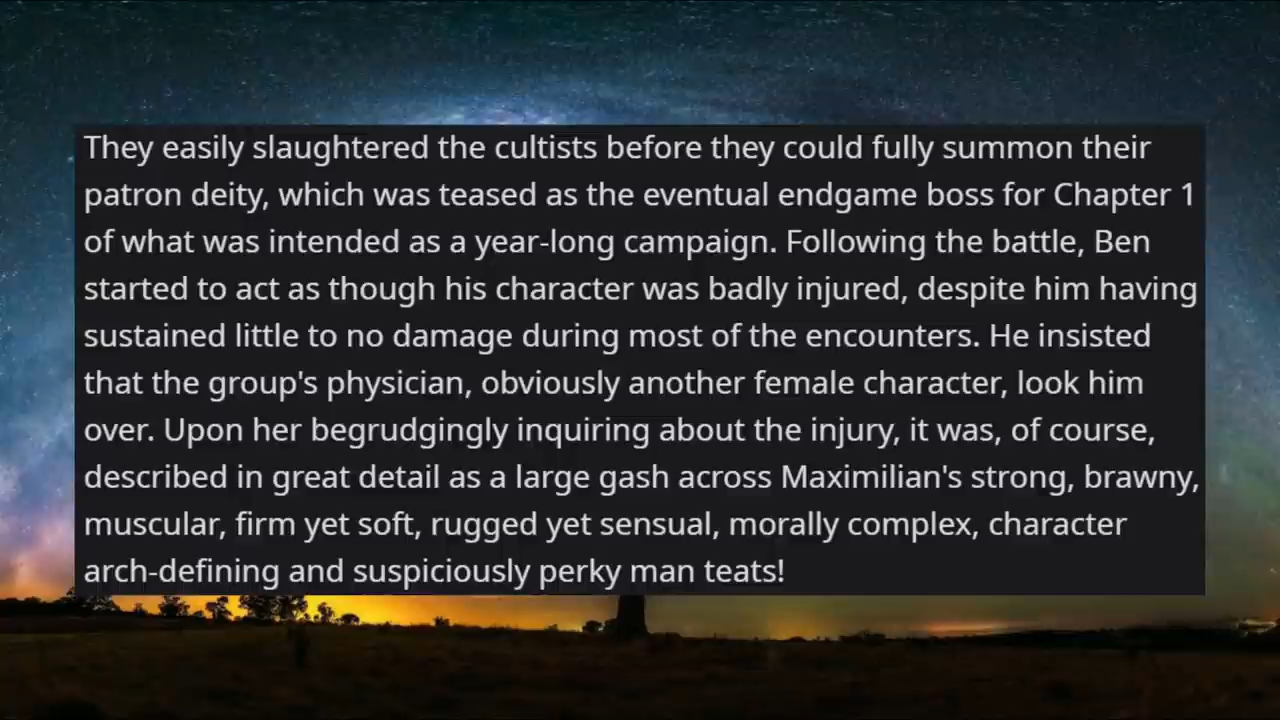 They easily slaughtered the cultists before they could fully summon their
patron deity, which was teased as the eventual endgame boss for Chapter 1
of what was intended as a year-long campaign. Following the battle, Ben
started to act as though his character was badly injured, despite him having
sustained little to no damage during most of the encounters. He insisted
that the group's physician, obviously another female character, look him
over. Upon her begrudgingly inquiring about the injury, it was, of course,
described in great detail as a large gash across Maximilian's strong, brawny,
muscular, firm yet soft, rugged yet sensual, morally complex, character
arch-defining and suspiciously perky man teats!